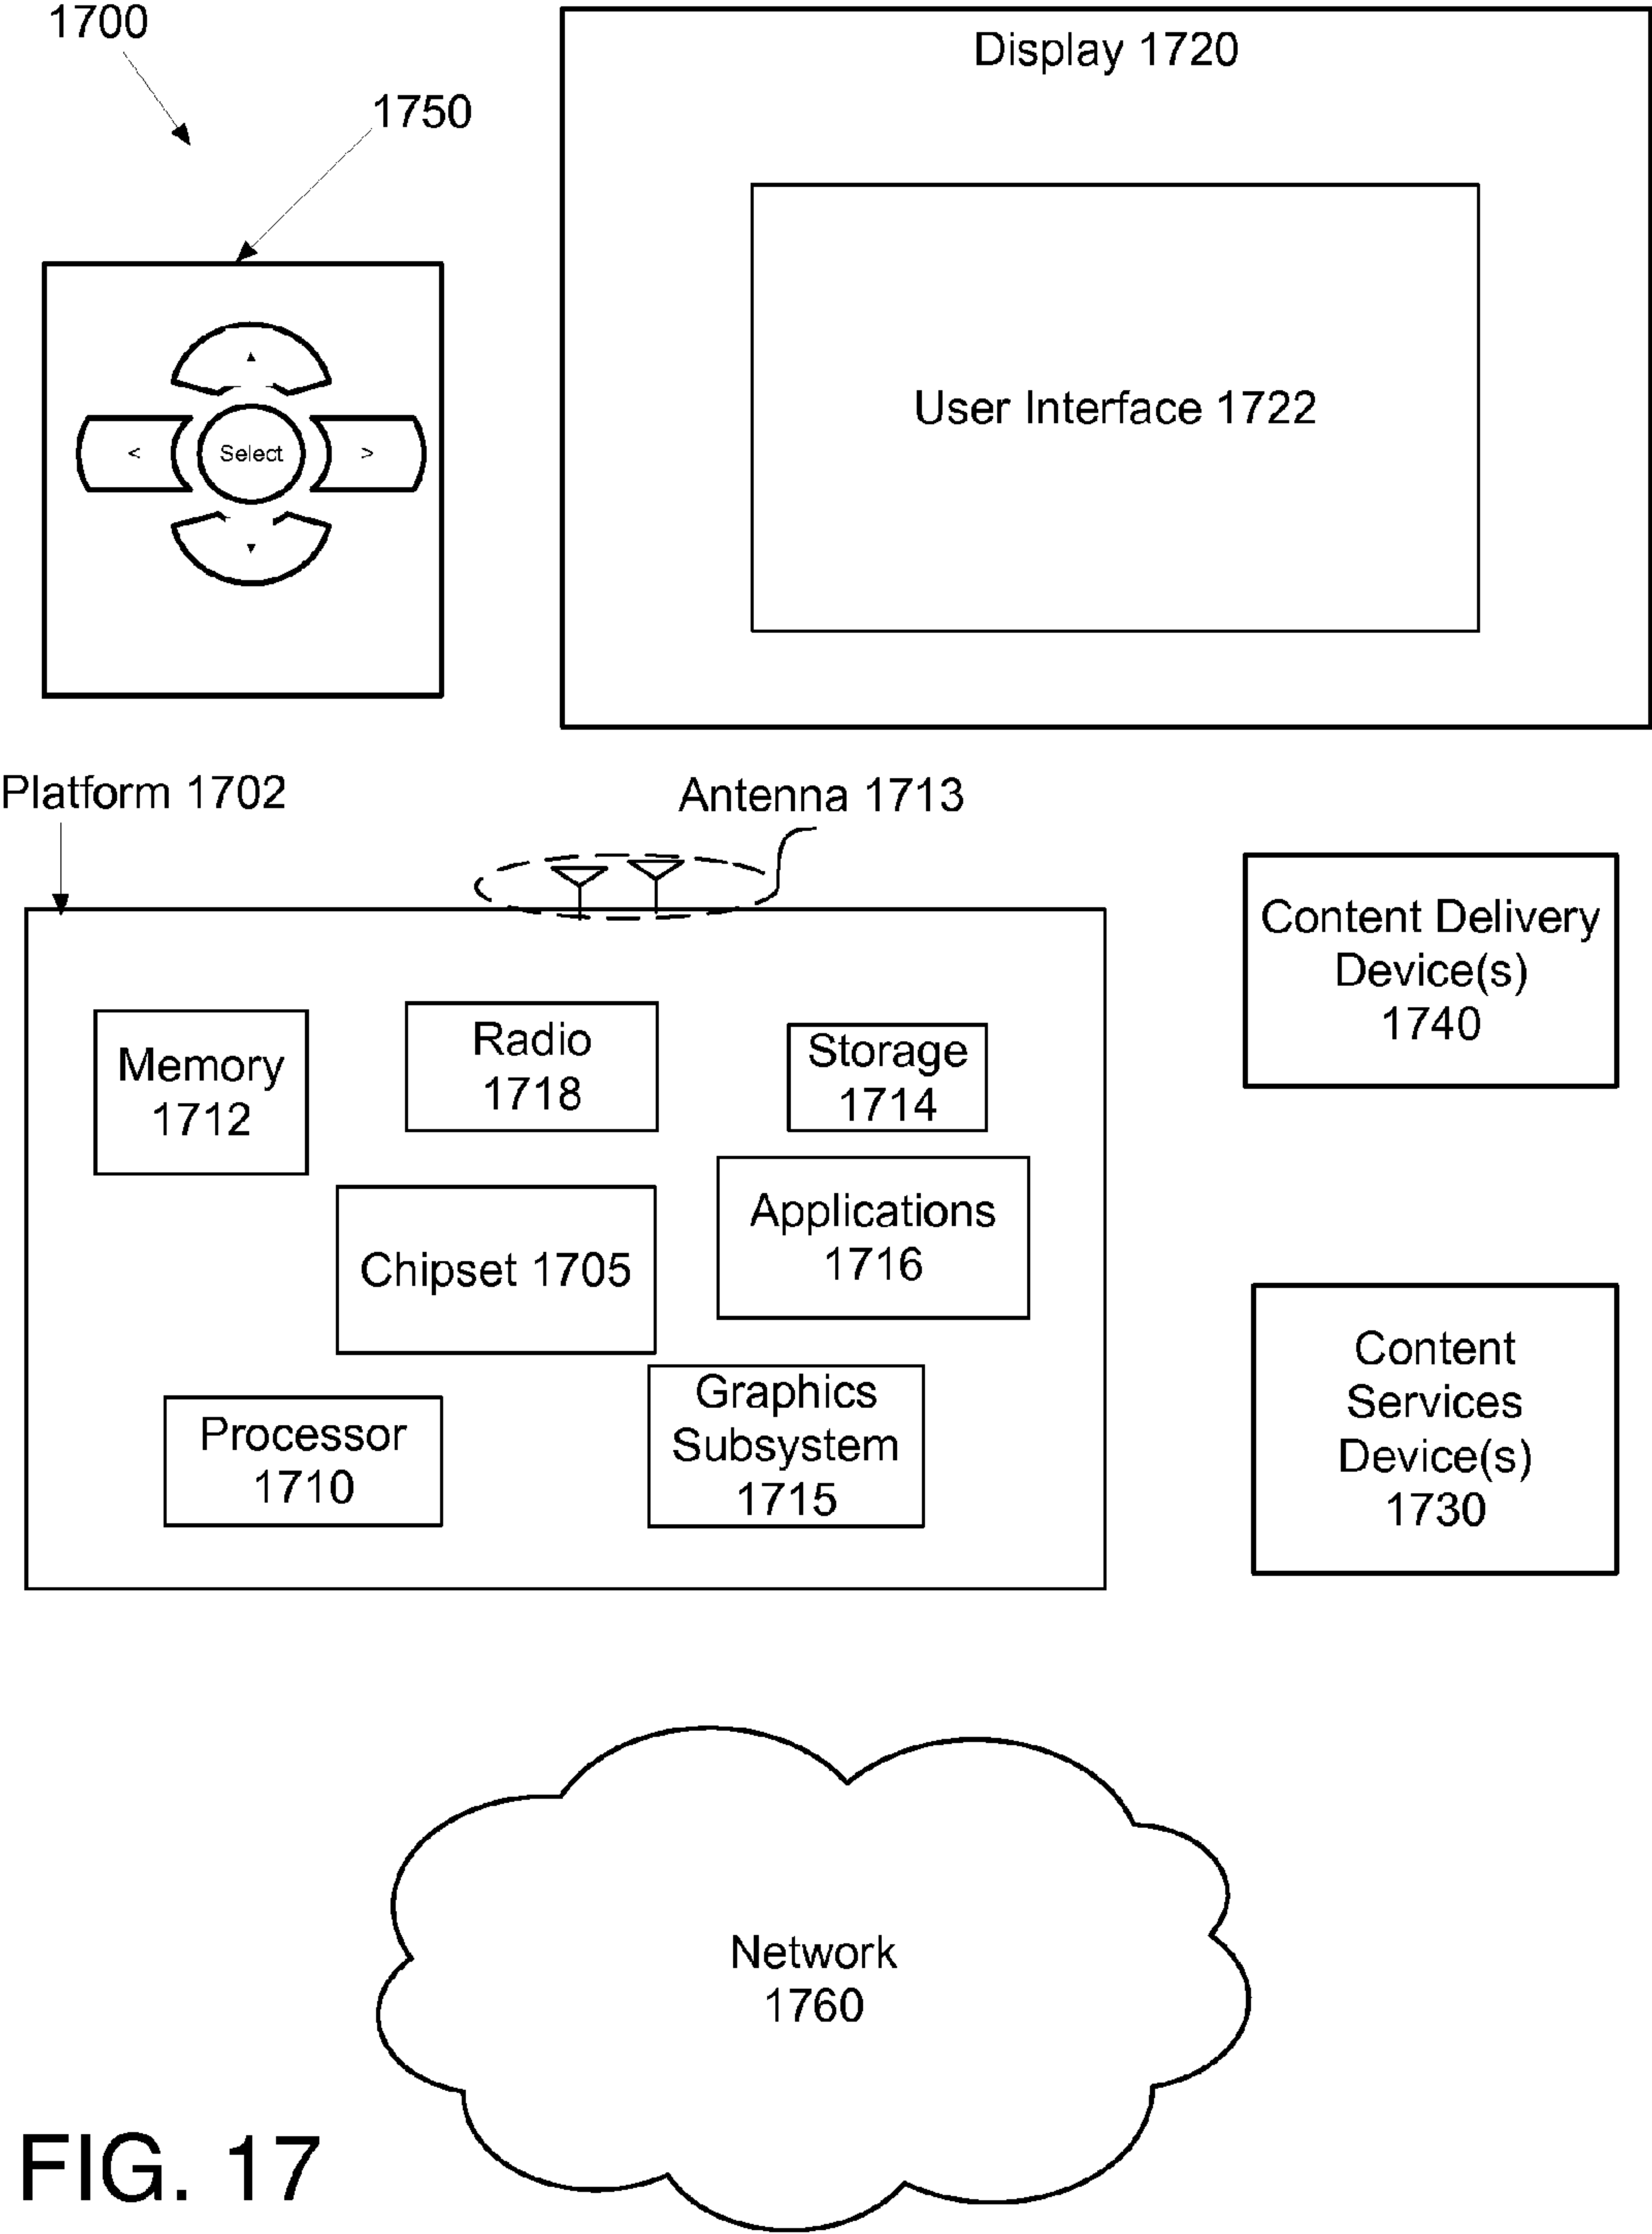 1700
1750
Display 1720
User Interface 1722
<
Select
>
Platform 1702
Antenna 1713
Memory
1712
Radio
1718
Storage
1714
Chipset 1705
Applications
1716
Processor
1710
Graphics
Subsystem
1715
Content Delivery
Device(s)
1740
Content
Services
Device(s)
1730
Network
1760
FIG. 17